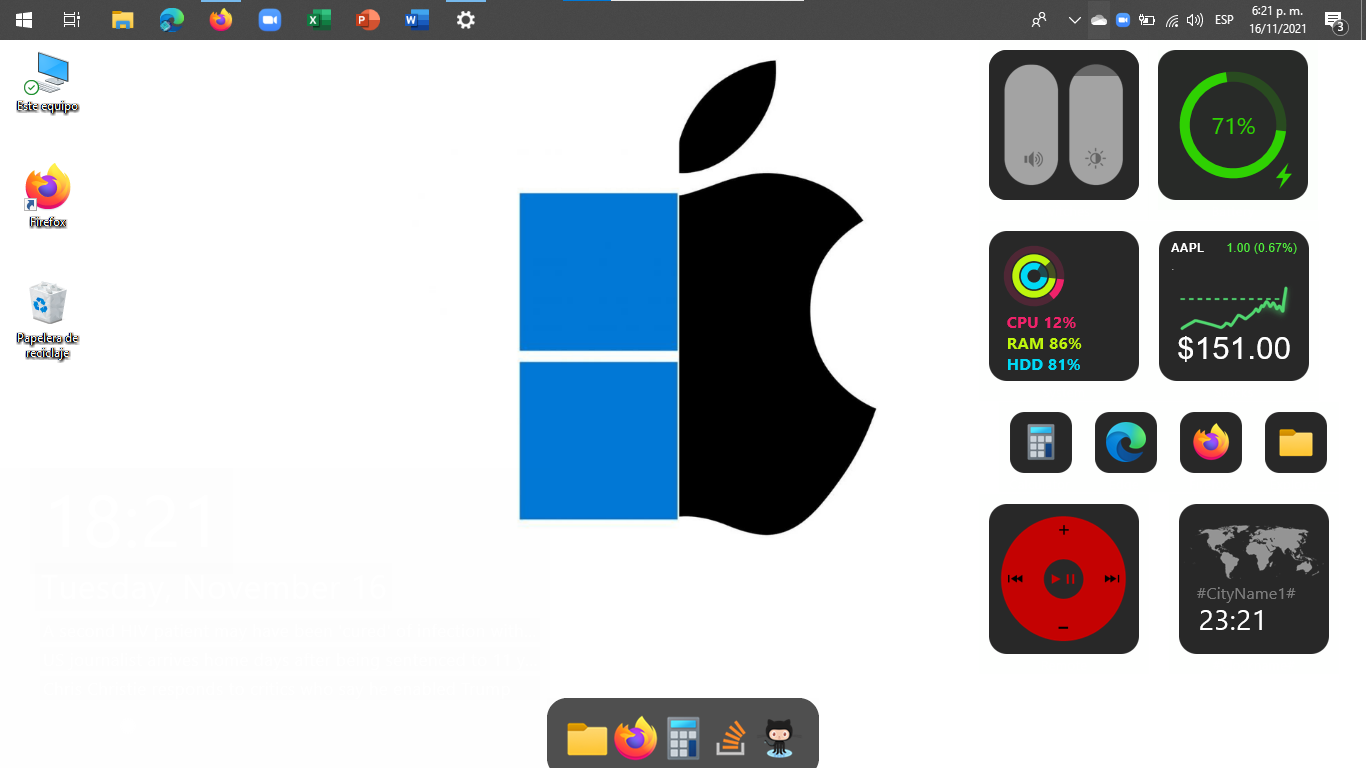 ESP
6:21 p. m.
16/11/2021
3
Este equipo
Firefox
Papelera de
reciclaje
71%
CPU 12%
RAM 86%
HDD 81%
AAPL 1.00 (0.67%)
.
$151.00
18:21
Tuesday, November 16
#CityName1#
23:21